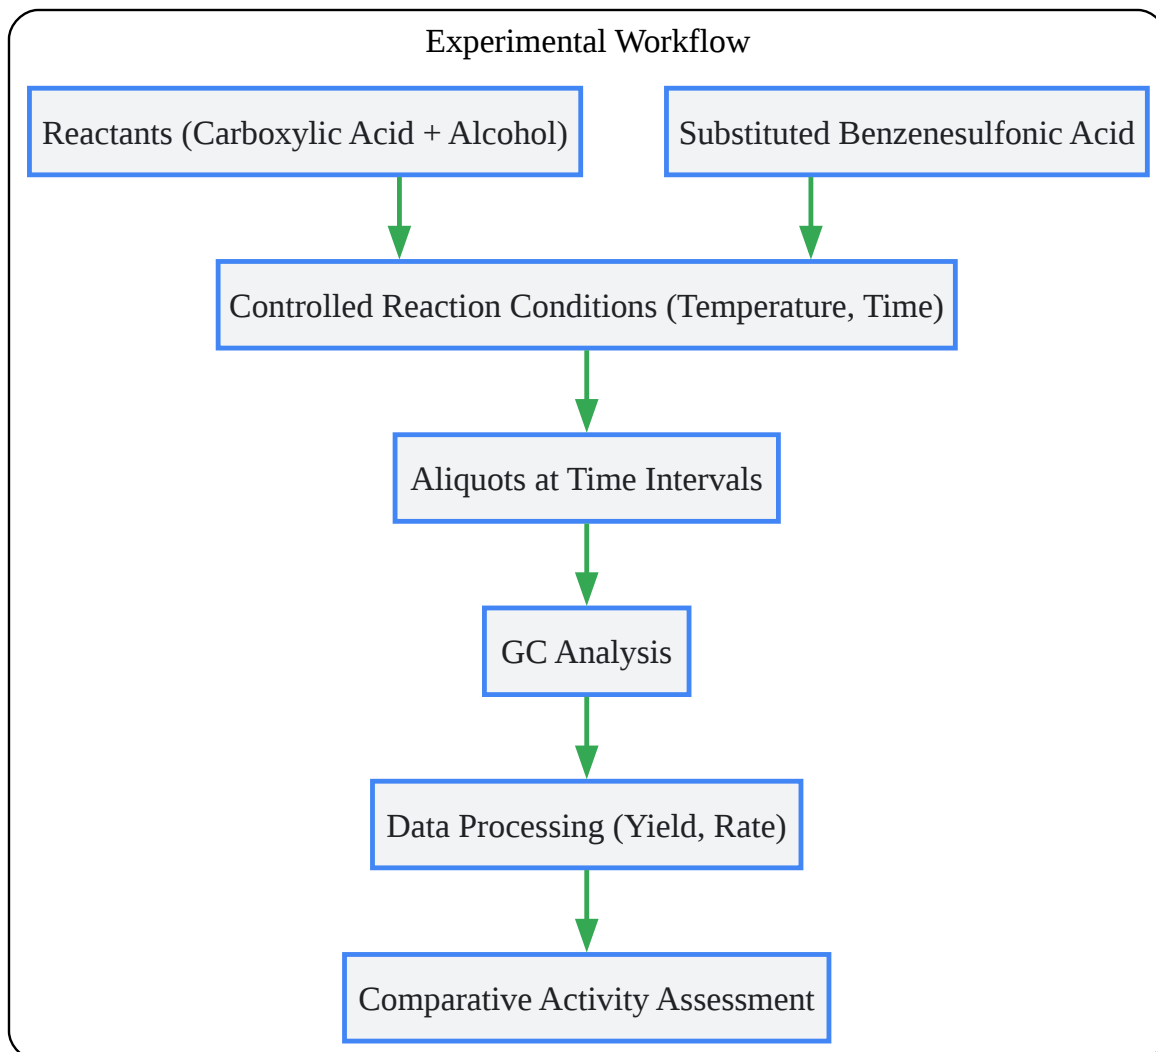 Experimental Workflow
Reactants (Carboxylic Acid + Alcohol)
Substituted Benzenesulfonic Acid
Controlled Reaction Conditions (Temperature, Time)
Aliquots at Time Intervals
GC Analysis
Data Processing (Yield, Rate)
Comparative Activity Assessment